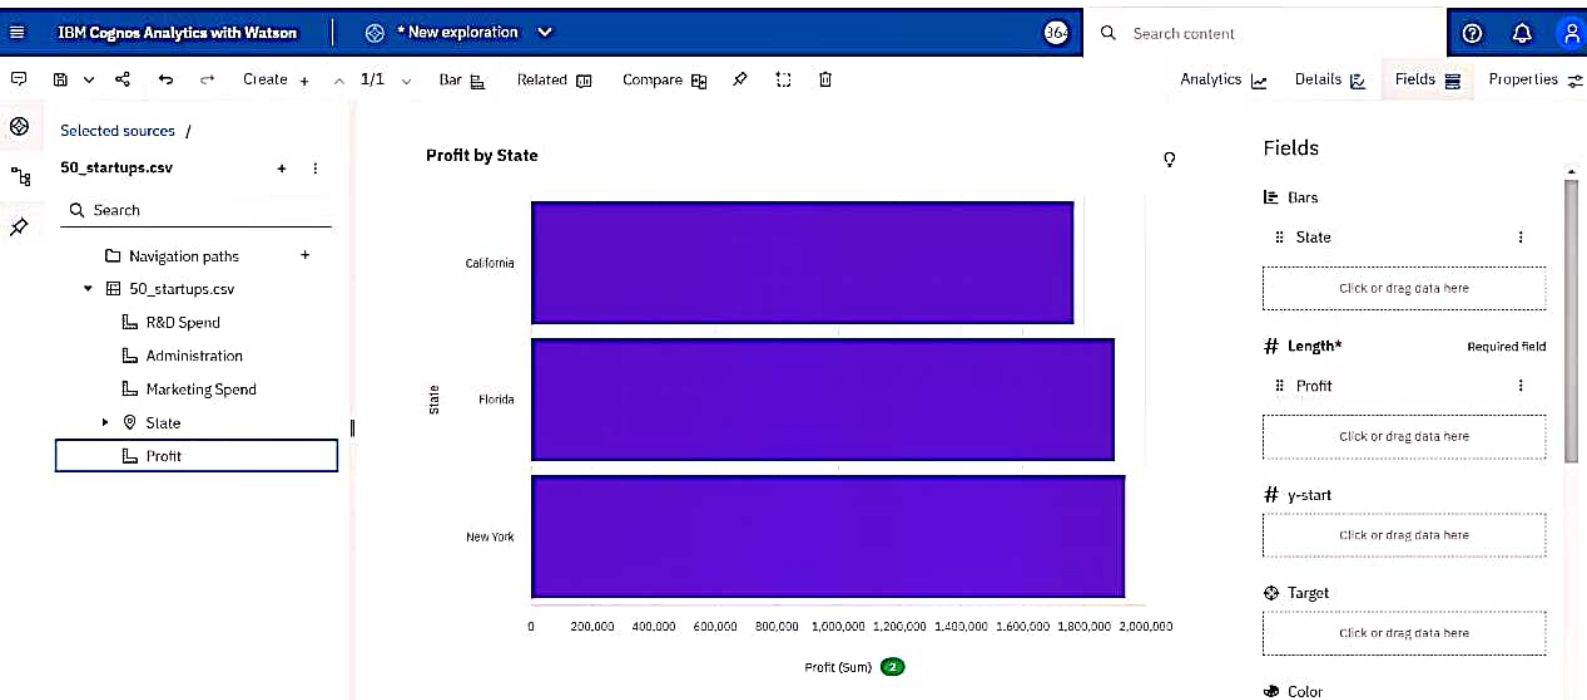 IBM Cognos Analytics with Watson
* New exploration
364
Search content
Create +
1/1
Bar
Related
Compare
Analytics
Details
Fields
Properties
Selected sources /
50_startups.csv
Search
Navigation paths
50_startups.csv
R&D Spend
Administration
Marketing Spend
State
Profit
Profit by State
State
California
Florida
New York
0 200,000 400,000 600,000 800,000 1,000,000 1,200,000 1,400,000 1,600,000 1,800,000 2,000,000
Profit (Sum) 2
Fields
Bars
State
Click or drag data here
# Length* Required field
Profit
Click or drag data here
# y-start
Click or drag data here
Target
Click or drag data here
Color